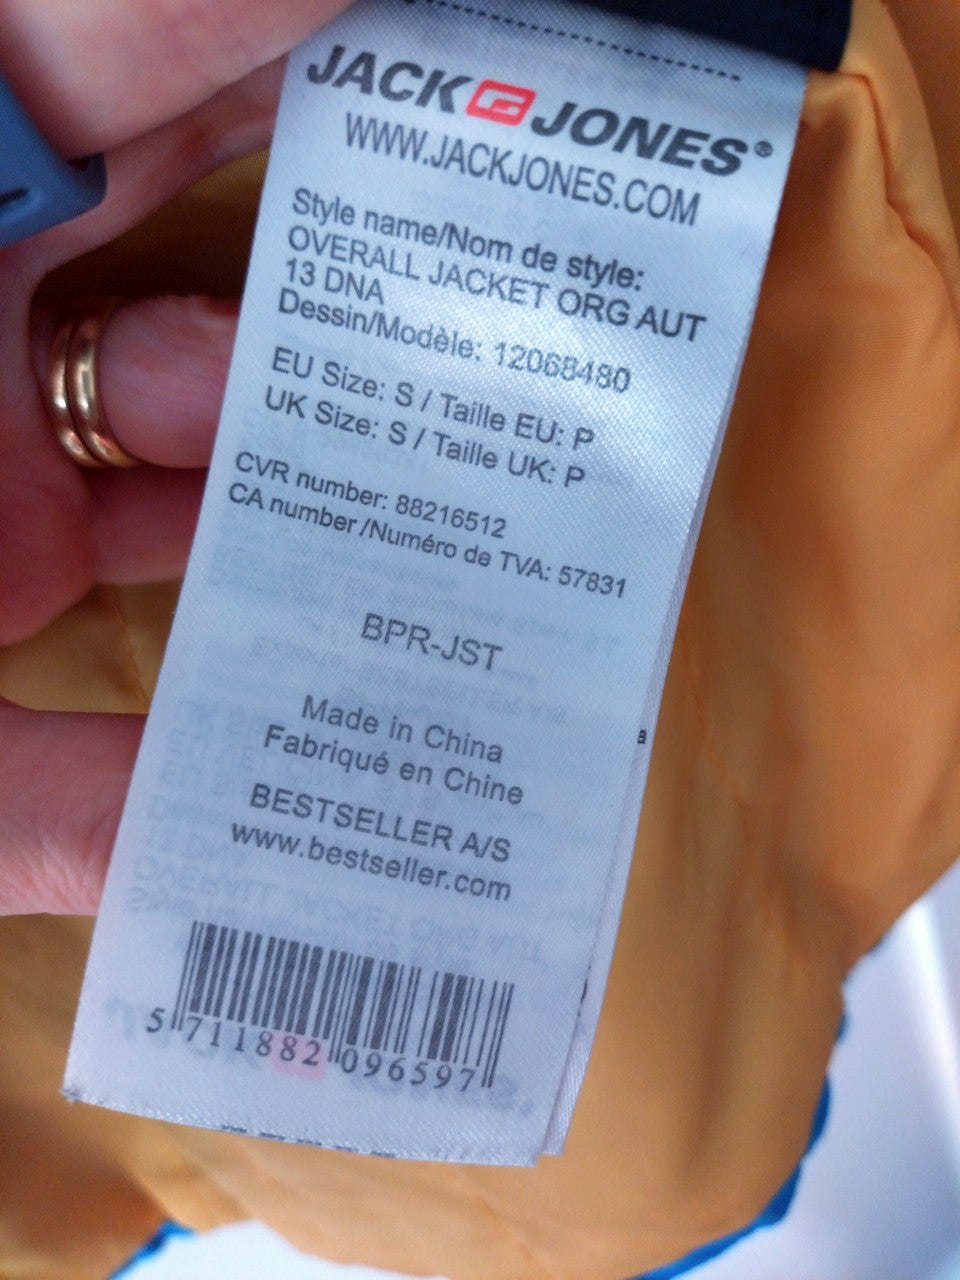 JACK JONES®
WWW.JACKJONES.COM
Style name/Nom de style:
OVERALL JACKET ORG AUT
13 DNA
Dessin/Modèle: 12068480
EU Size: S / Taille EU: P
UK Size: S / Taille UK: P
CVR number: 88216512
CA number /Numéro de TVA: 57831
BPR-JST
Made in China
Fabriqué en Chine
BESTSELLER A/S
www.bestseller.com
5 711882 096597